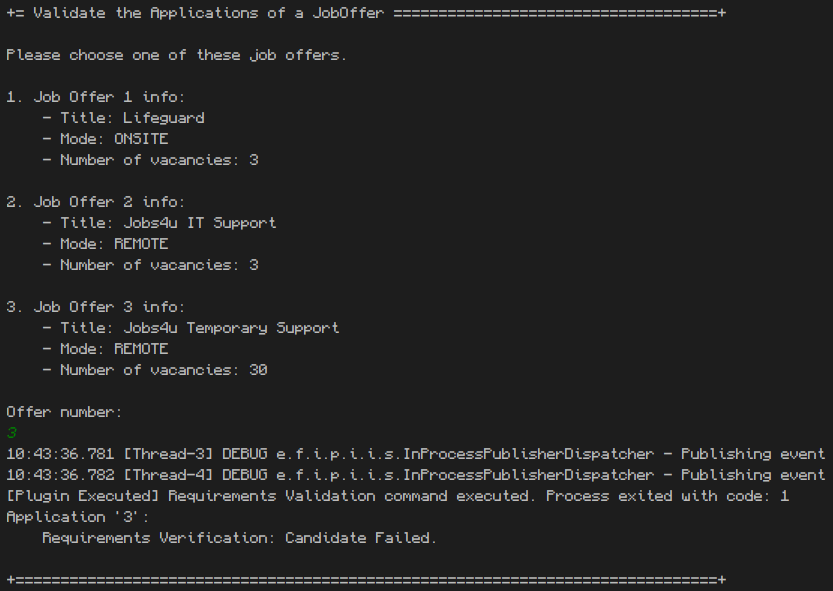 += Validate the Applications of a JobOffer ====================================+
Please choose one of these job offers.
1. Job Offer 1 info:
- Title: Lifeguard
- Mode: ONSITE
- Number of vacancies: 3
2. Job Offer 2 info:
- Title: Jobs4u IT Support
- Mode: REMOTE
- Number of vacancies: 3
3. Job Offer 3 info:
- Title: Jobs4u Temporary Support
- Mode: REMOTE
- Number of vacancies: 30
Offer number:
3
10:43:36.781 [Thread-3] DEBUG e.f.i.p.i.i.s.InProcessPublisherDispatcher - Publishing event
10:43:36.782 [Thread-4] DEBUG e.f.i.p.i.i.s.InProcessPublisherDispatcher - Publishing event
[Plugin Executed] Requirements Validation command executed. Process exited with code: 1
Application '3':
Requirements Verification: Candidate Failed.
+==============================================================================+